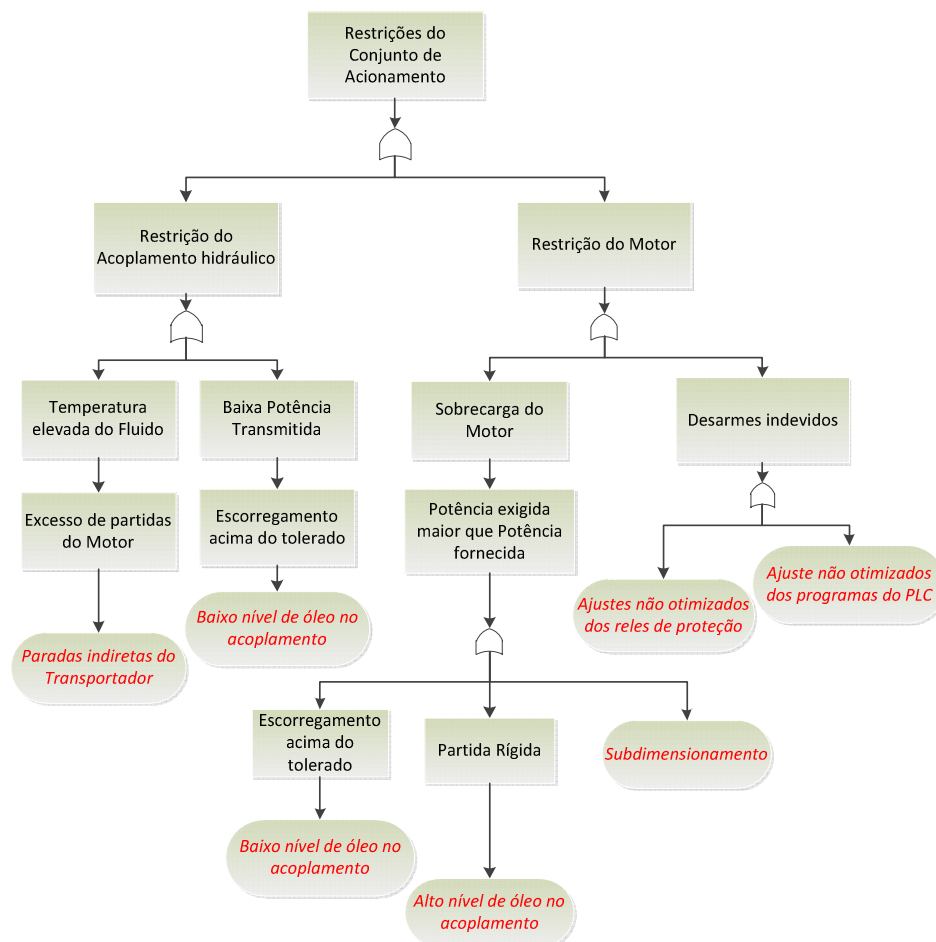 Restrições do
Conjunto de
Acionamento
Restrição do
Acoplamento hidráulico
Restrição do Motor
Temperatura
elevada do Fluido
Baixa Potência
Transmitida
Sobrecarga do
Motor
Desarmes indevidos
Excesso de partidas
do Motor
Escorregamento
acima do tolerado
Potência exigida
maior que Potência
fornecida
Ajustes não otimizados
dos reles de proteção
Ajuste não otimizados
dos programas do PLC
Paradas indiretas do
Transportador
Baixo nível de óleo no
acoplamento
Escorregamento
acima do
tolerado
Partida Rígida
Subdimensionamento
Baixo nível de óleo no
acoplamento
Alto nível de óleo no
acoplamento